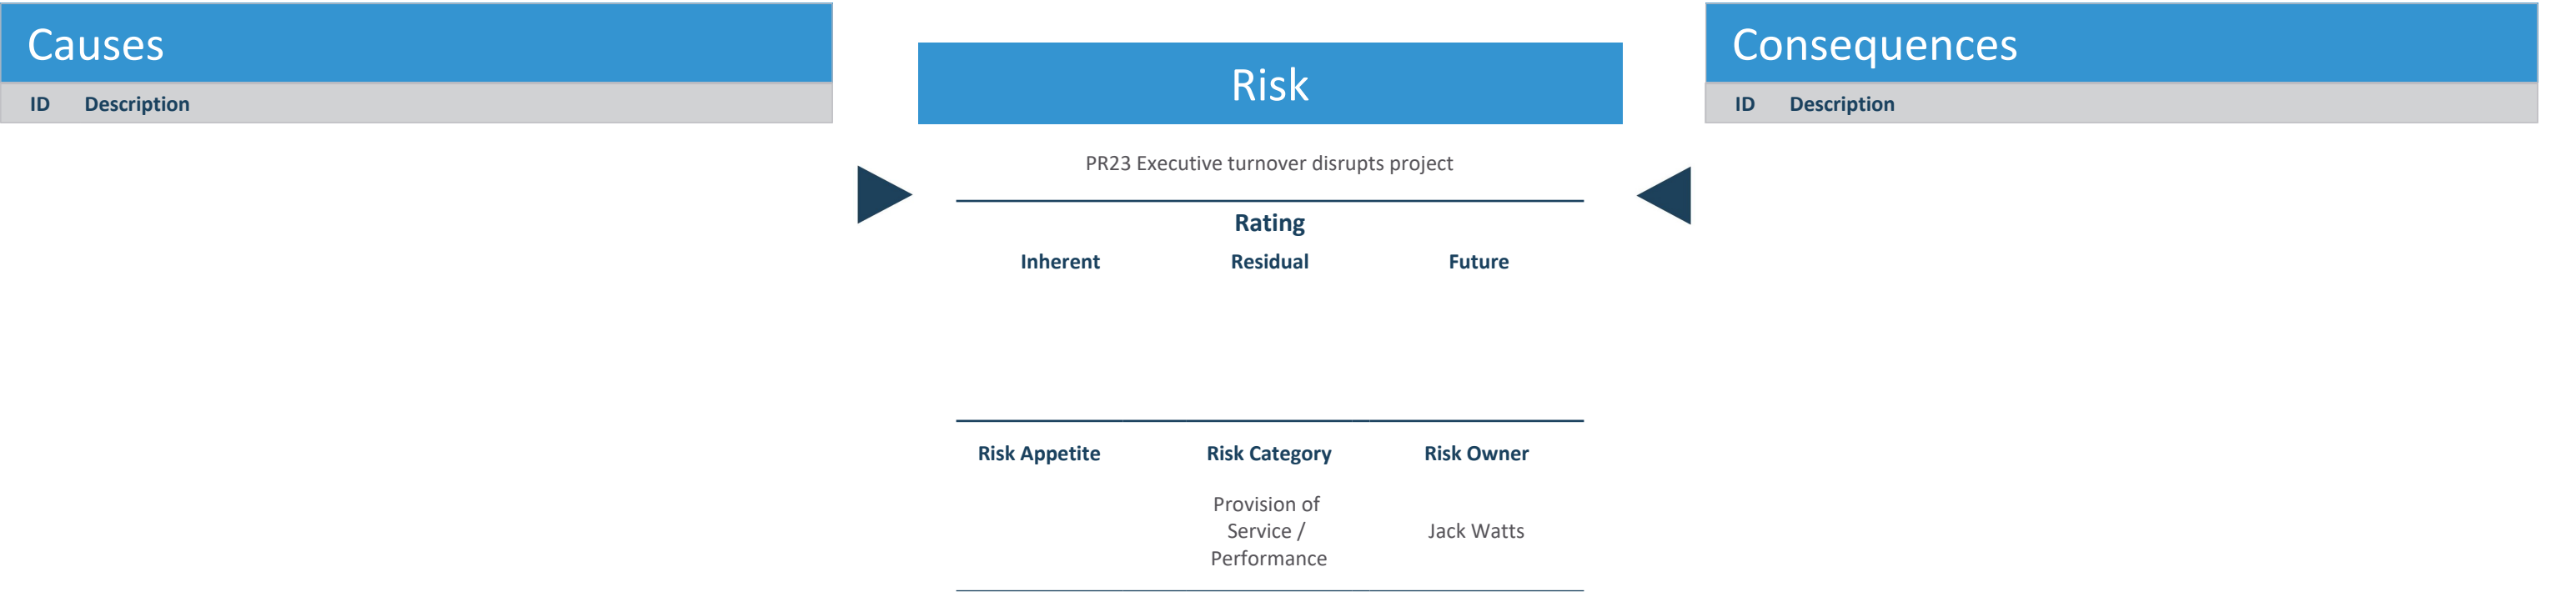 Causes
ID Description
Risk
PR23 Executive turnover disrupts project
Rating
Inherent Residual Future
Risk Appetite Risk Category Risk Owner
Provision of
Service /
Performance
Jack Watts
Consequences
ID Description